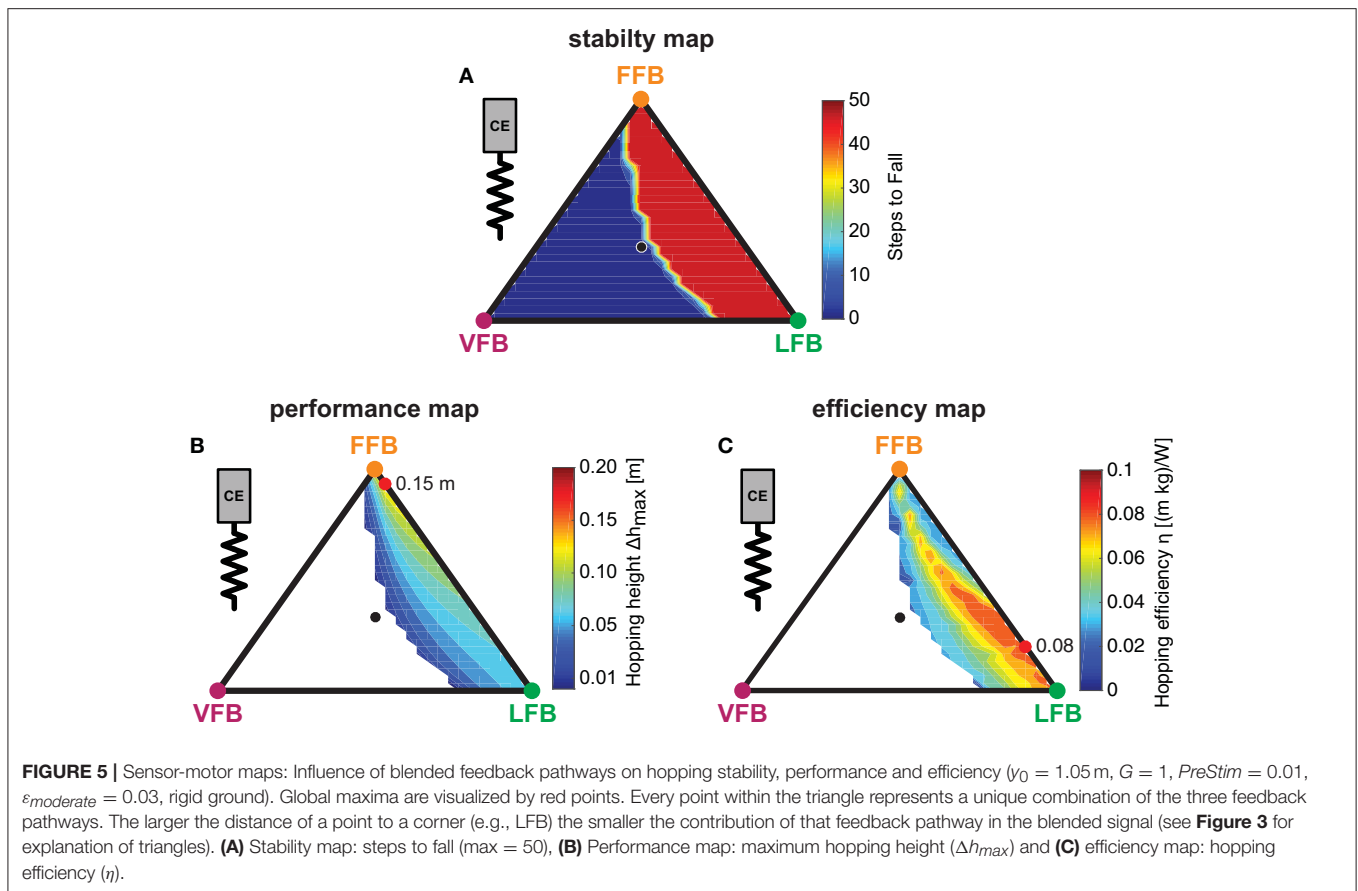 stabilty map
A
FFB
CE
50
40
30
20
10
0
Steps to Fall
VFB
LFB
performance map
B
FFB
CE
0.15 m
0.20
0.15
0.10
0.05
0.01
Hopping height Δhmax [m]
VFB
LFB
efficiency map
C
FFB
CE
0.08
0.1
0.08
0.06
0.04
0.02
0
Hopping efficiency η [(m kg)/W]
VFB
LFB
FIGURE 5 | Sensor-motor maps: Influence of blended feedback pathways on hopping stability, performance and efficiency (y0 = 1.05 m, G = 1, PreStim = 0.01,
εmoderate = 0.03, rigid ground). Global maxima are visualized by red points. Every point within the triangle represents a unique combination of the three feedback
pathways. The larger the distance of a point to a corner (e.g., LFB) the smaller the contribution of that feedback pathway in the blended signal (see Figure 3 for
explanation of triangles). (A) Stability map: steps to fall (max = 50), (B) Performance map: maximum hopping height (Δhmax) and (C) efficiency map: hopping
efficiency (η).